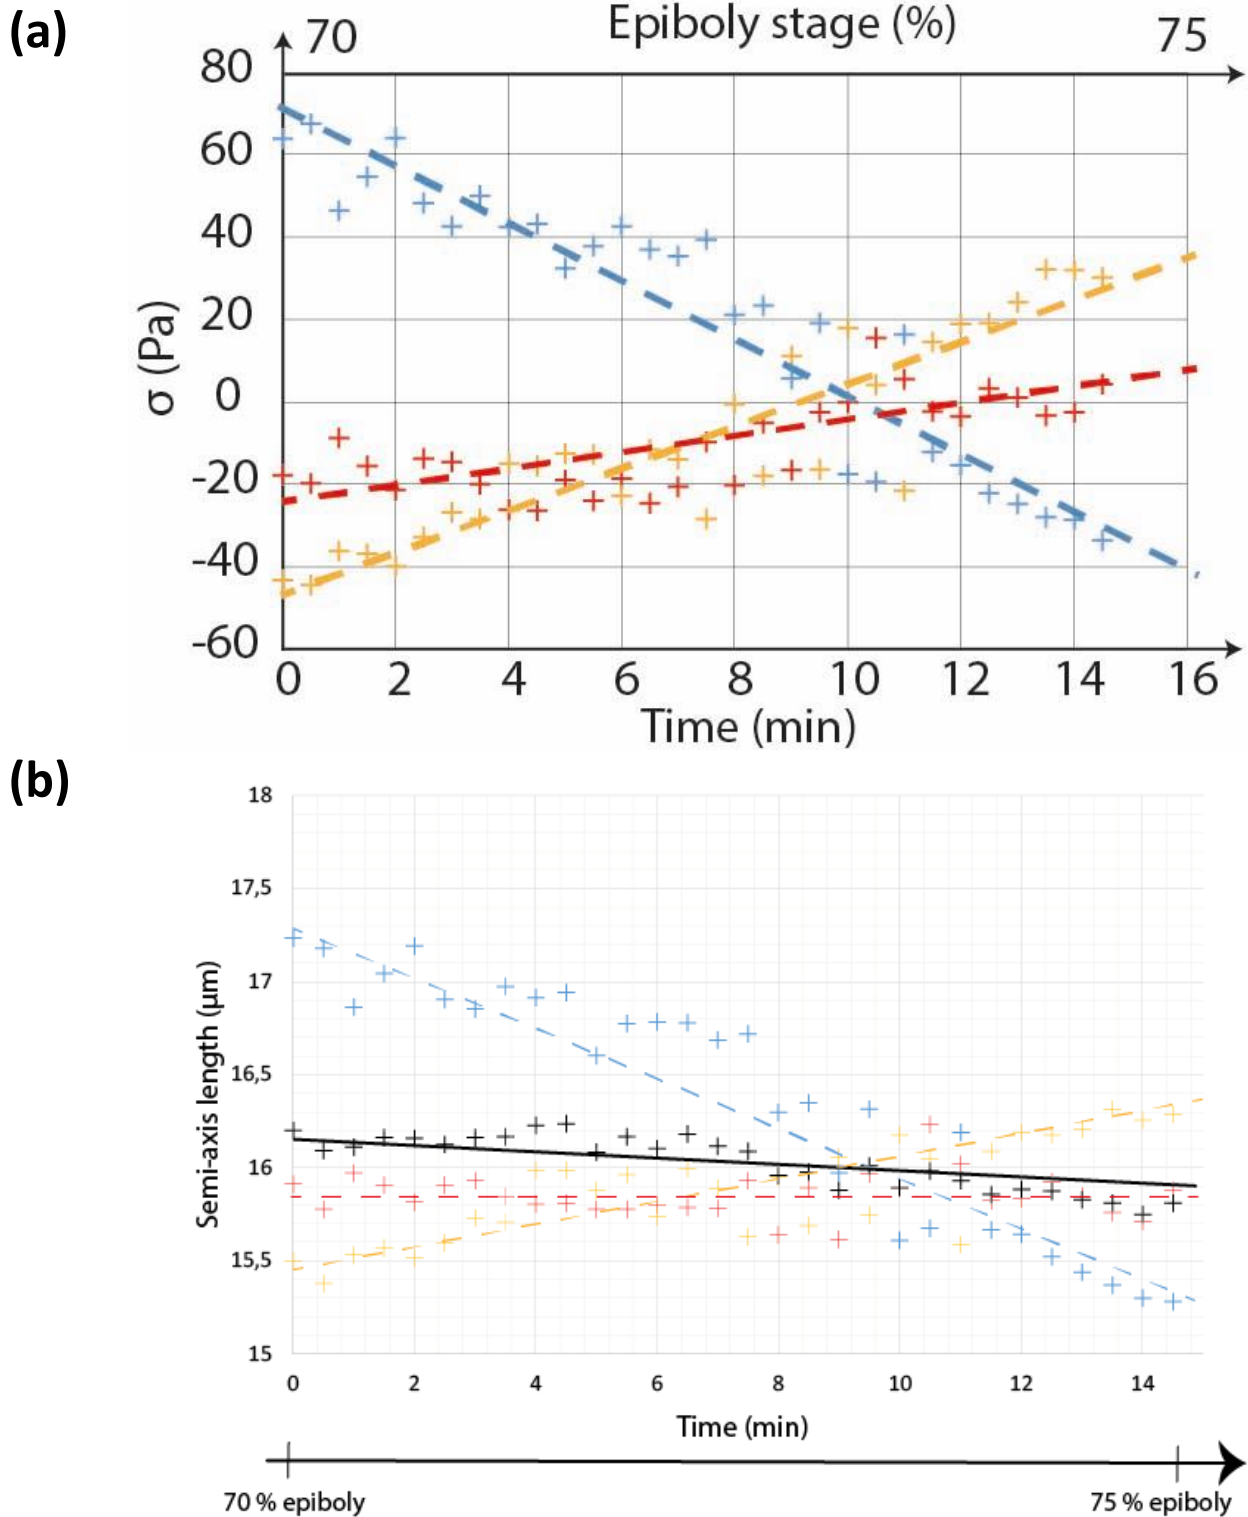 (a)
Epiboly stage (%)
70 75
80
60
40
20
0
-20
-40
-60
σ (Pa)
0 2 4 6 8 10 12 14 16
Time (min)
(b)
18
17,5
17
16,5
16
15,5
15
Semi-axis length (μm)
0 2 4 6 8 10 12 14
Time (min)
70 % epiboly 75 % epiboly